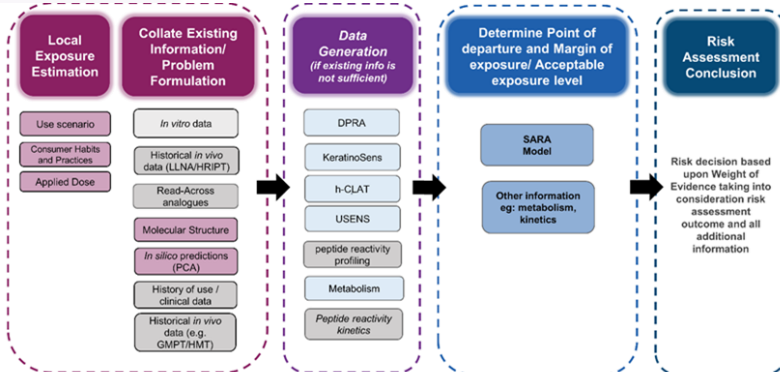 Local
Exposure
Estimation
Use scenario
Consumer Habits
and Practices
Applied Dose
Collate Existing
Information/
Problem
Formulation
In vitro data
Historical in vivo
data (LLNA/HRIPT)
Read-Across
analogues
Molecular Structure
In silico predictions
(PCA)
History of use /
clinical data
Historical in vivo
data (e.g.
GMPT/HMT)
Data
Generation
(if existing info is
not sufficient)
DPRA
KeratinoSens
h-CLAT
USENS
peptide reactivity
profiling
Metabolism
Peptide reactivity
kinetics
Determine Point of
departure and Margin of
exposure/ Acceptable
exposure level
SARA
Model
Other information
eg: metabolism,
kinetics
Risk
Assessment
Conclusion
Risk decision based
upon Weight of
Evidence taking into
consideration risk
assessment
outcome and all
additional
information